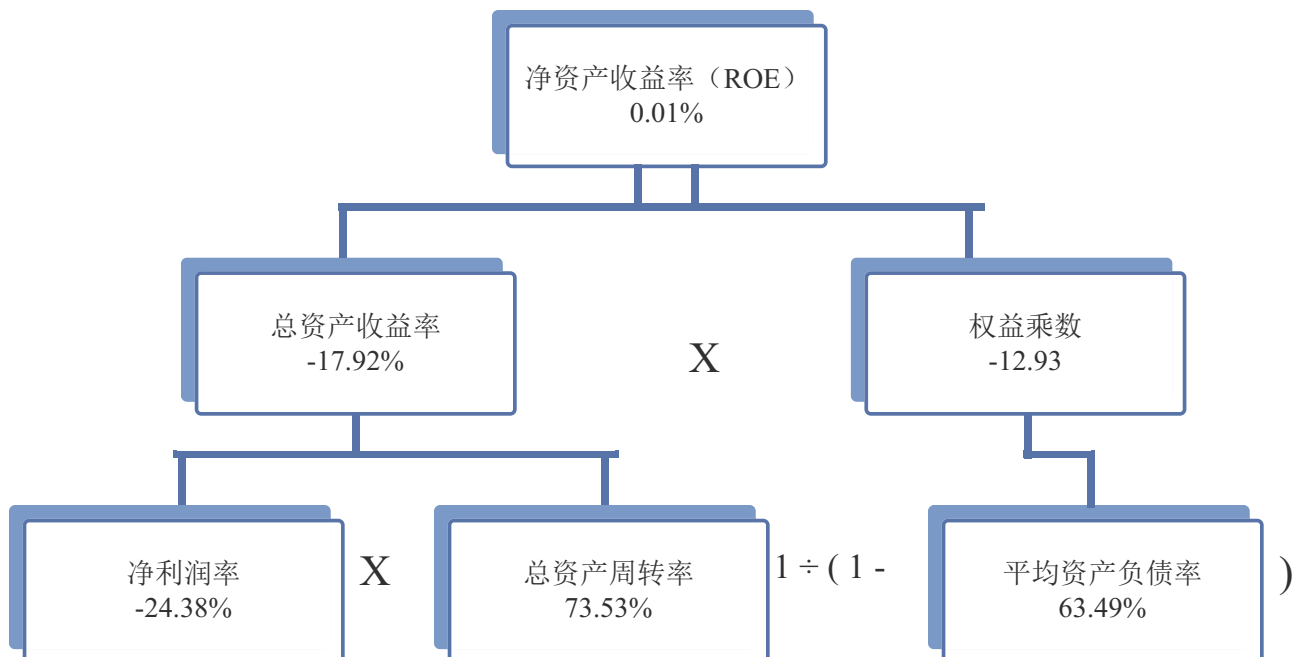 净资产收益率（ROE）
0.01%
总资产收益率
-17.92%
X
权益乘数
-12.93
净利润率
-24.38%
X
总资产周转率
73.53%
1 ÷ ( 1 -
平均资产负债率
63.49%
)